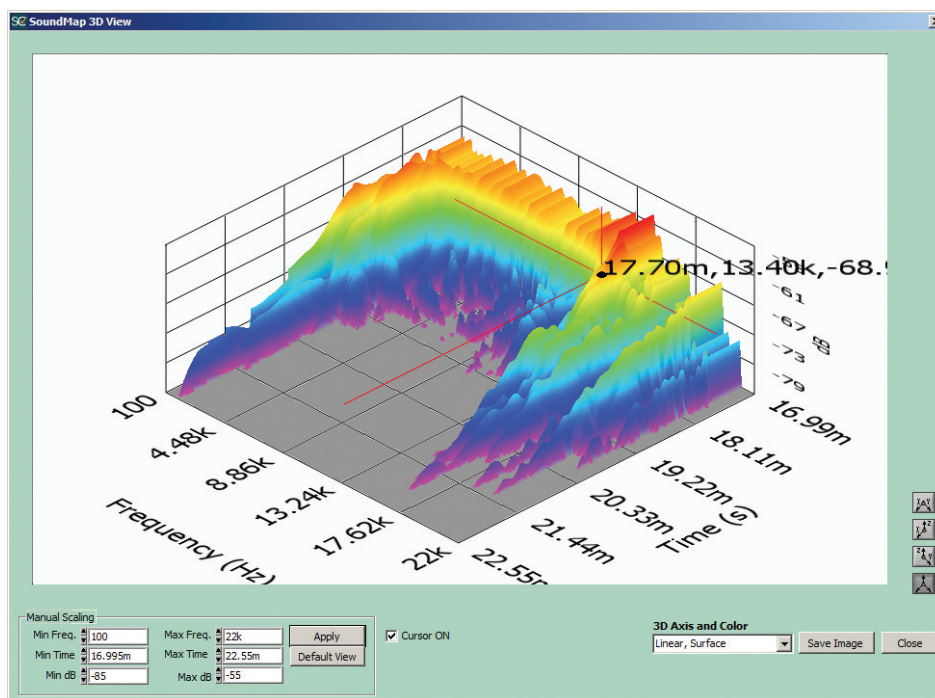 SoundMap 3D View
17.70m,13.40k,-68.9
-61
-67
-73
-79
dB
100
4.48k
8.86k
13.24k
17.62k
22k
Frequency (Hz)
16.99m
18.11m
19.22m
20.33m
21.44m
22.55m
Time (s)
Manual Scaling
Min Freq. 100 Max Freq. 22k Apply
Min Time 16.995m Max Time 22.55m Default View
Min dB -85 Max dB -55
Cursor ON
3D Axis and Color
Linear, Surface Save Image Close